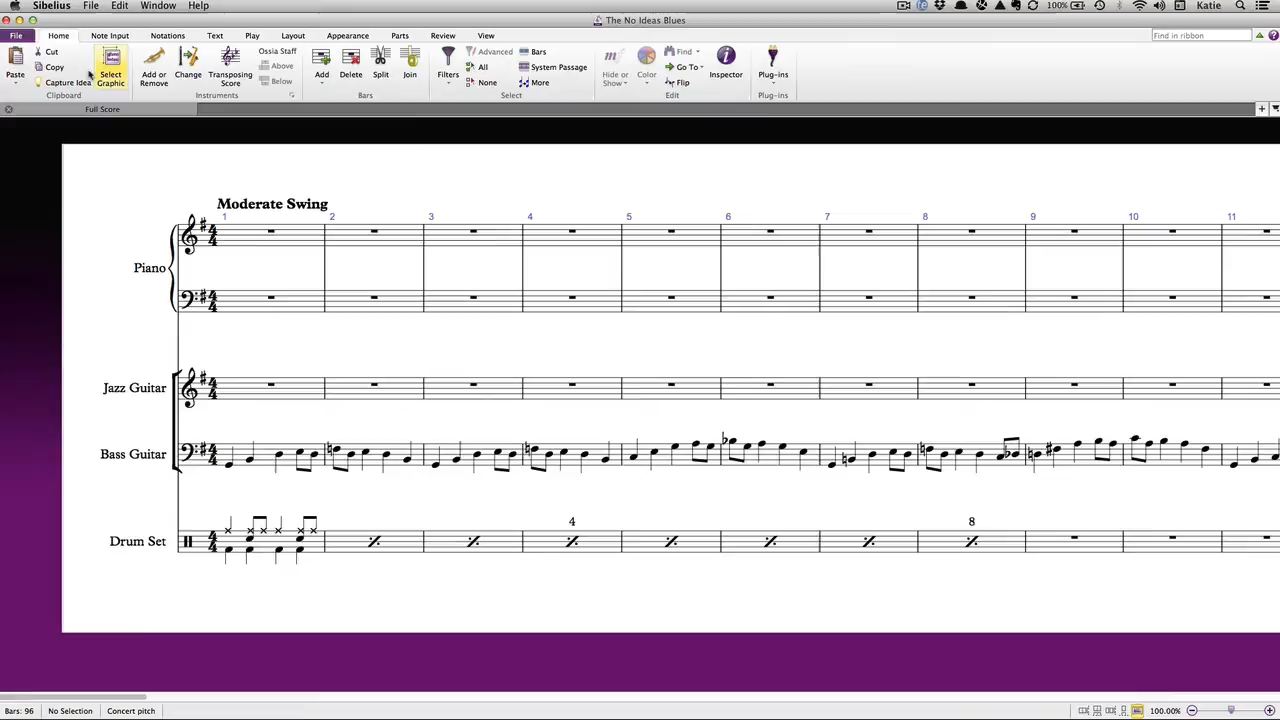 Sibelius File Edit Window Help 100% Katie
The No Ideas Blues
File Home Note Input Notations Text Play Layout Appearance Parts Review View Find in ribbon
Paste Cut Copy Capture Idea Select Graphic Clipboard
Add or Remove Change Transposing Score Ossia Staff Above Below Instruments
Add Delete Split Join Bars
Filters Advanced All None Bars System Passage More Select
Hide or Show Color Find Go To Flip Inspector Edit
Plug-ins Plug-ins
Full Score
Moderate Swing
1 2 3 4 5 6 7 8 9 10 11
Piano
Jazz Guitar
Bass Guitar
4 8
Drum Set
Bars: 96 No Selection Concert pitch 100.00%